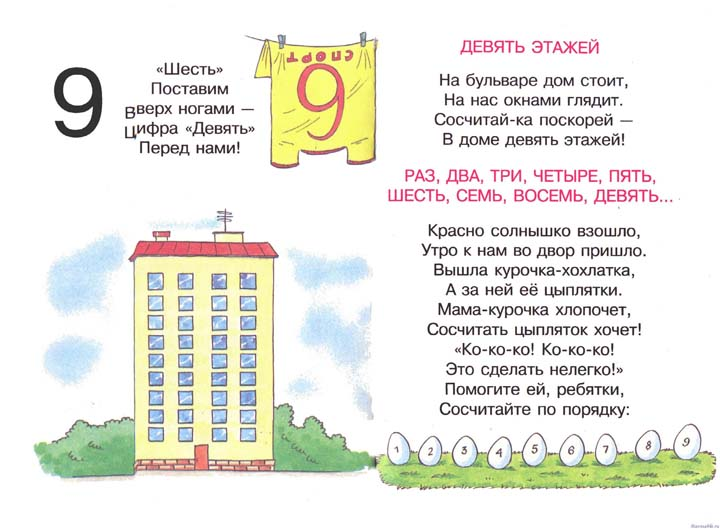 9
«Шесть»
Поставим
Вверх ногами —
Цифра «Девять»
Перед нами!
СПОРТ
9
ДЕВЯТЬ ЭТАЖЕЙ
На бульваре дом стоит,
На нас окнами глядит.
Сосчитай-ка поскорей —
В доме девять этажей!
РАЗ, ДВА, ТРИ, ЧЕТЫРЕ, ПЯТЬ,
ШЕСТЬ, СЕМЬ, ВОСЕМЬ, ДЕВЯТЬ...
Красно солнышко взошло,
Утро к нам во двор пришло.
Вышла курочка-хохлатка,
А за ней её цыплятки.
Мама-курочка хлопочет,
Сосчитать цыпляток хочет!
«Ко-ко-ко! Ко-ко-ко!
Это сделать нелегко!»
Помогите ей, ребятки,
Сосчитайте по порядку:
1 2 3 4 5 6 7 8 9